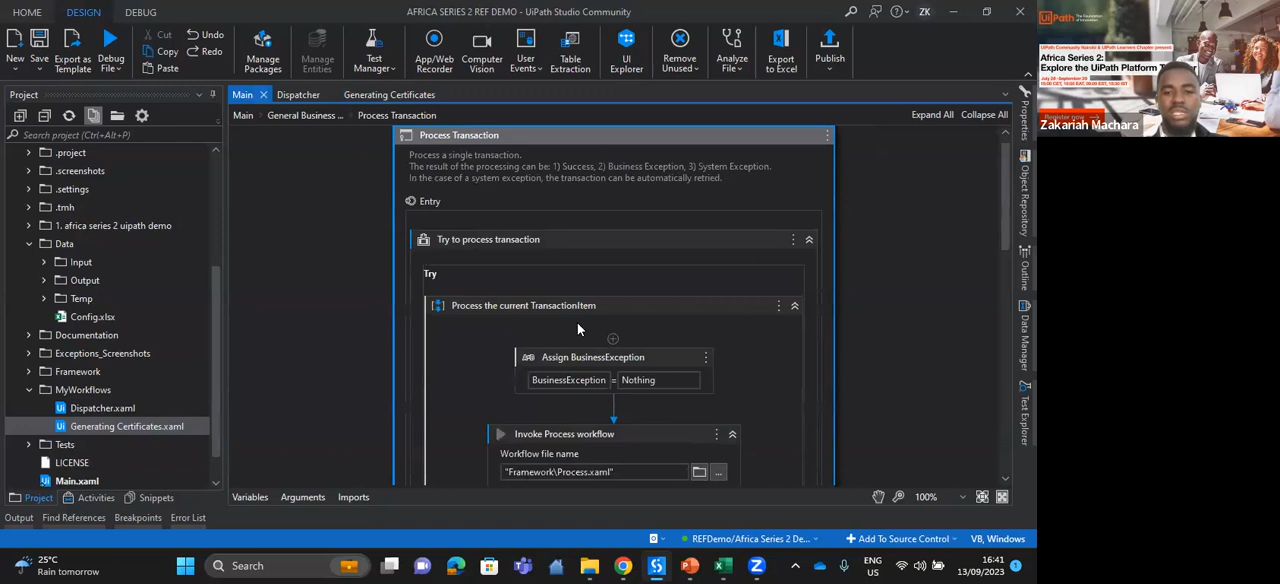 HOME DESIGN DEBUG
AFRICA SERIES 2 REF DEMO - UiPath Studio Community
ZK
New Save Export as Template Debug File
Cut Copy Paste
Undo Redo
Manage Packages
Manage Entities
Test Manager
App/Web Recorder
Computer Vision
User Events
Table Extraction
UI Explorer
Remove Unused
Analyze File
Export to Excel
Publish
Project
Search project (Ctrl+Alt+P)
.project
.screenshots
.settings
.tmh
1. africa series 2 uipath demo
Data
Input
Output
Temp
Config.xlsx
Documentation
Exceptions_Screenshots
Framework
MyWorkflows
Dispatcher.xaml
Generating Certificates.xaml
Tests
LICENSE
Main.xaml
Project Activities Snippets
Main Dispatcher Generating Certificates
Main General Business ... Process Transaction
Expand All Collapse All
Process Transaction
Process a single transaction.
The result of the processing can be: 1) Success, 2) Business Exception, 3) System Exception.
In the case of a system exception, the transaction can be automatically retried.
Entry
Try to process transaction
Try
Process the current TransactionItem
Assign BusinessException
BusinessException = Nothing
Invoke Process workflow
Workflow file name
"Framework\Process.xaml"
...
Variables Arguments Imports
100%
Properties
Object Repository
Outline
Data Manager
Test Explorer
Output Find References Breakpoints Error List
REFDemo/Africa Series 2 De...
Add To Source Control
VB, Windows
25°C
Rain tomorrow
Search
ENG
US
16:41
13/09/2023
UiPath
UiPath Community Nairobi & UiPath Learners Chapter presents
Africa Series 2:
Explore the UiPath Platform
Register now
Zakariah Machara